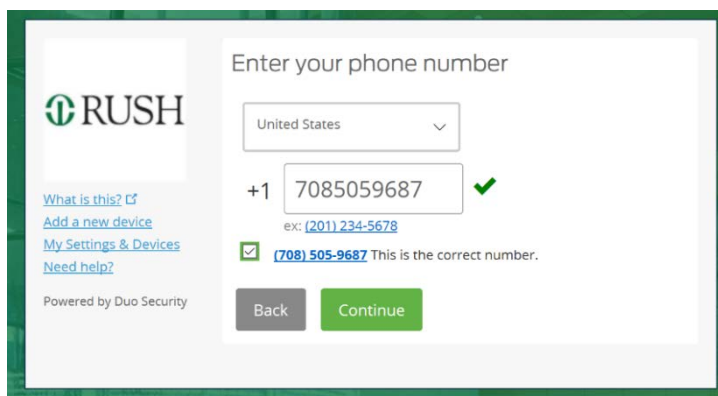 RUSH
What is this?
Add a new device
My Settings & Devices
Need help?
Powered by Duo Security
Enter your phone number
United States
+1 7085059687
ex: (201) 234-5678
(708) 505-9687 This is the correct number.
Back Continue